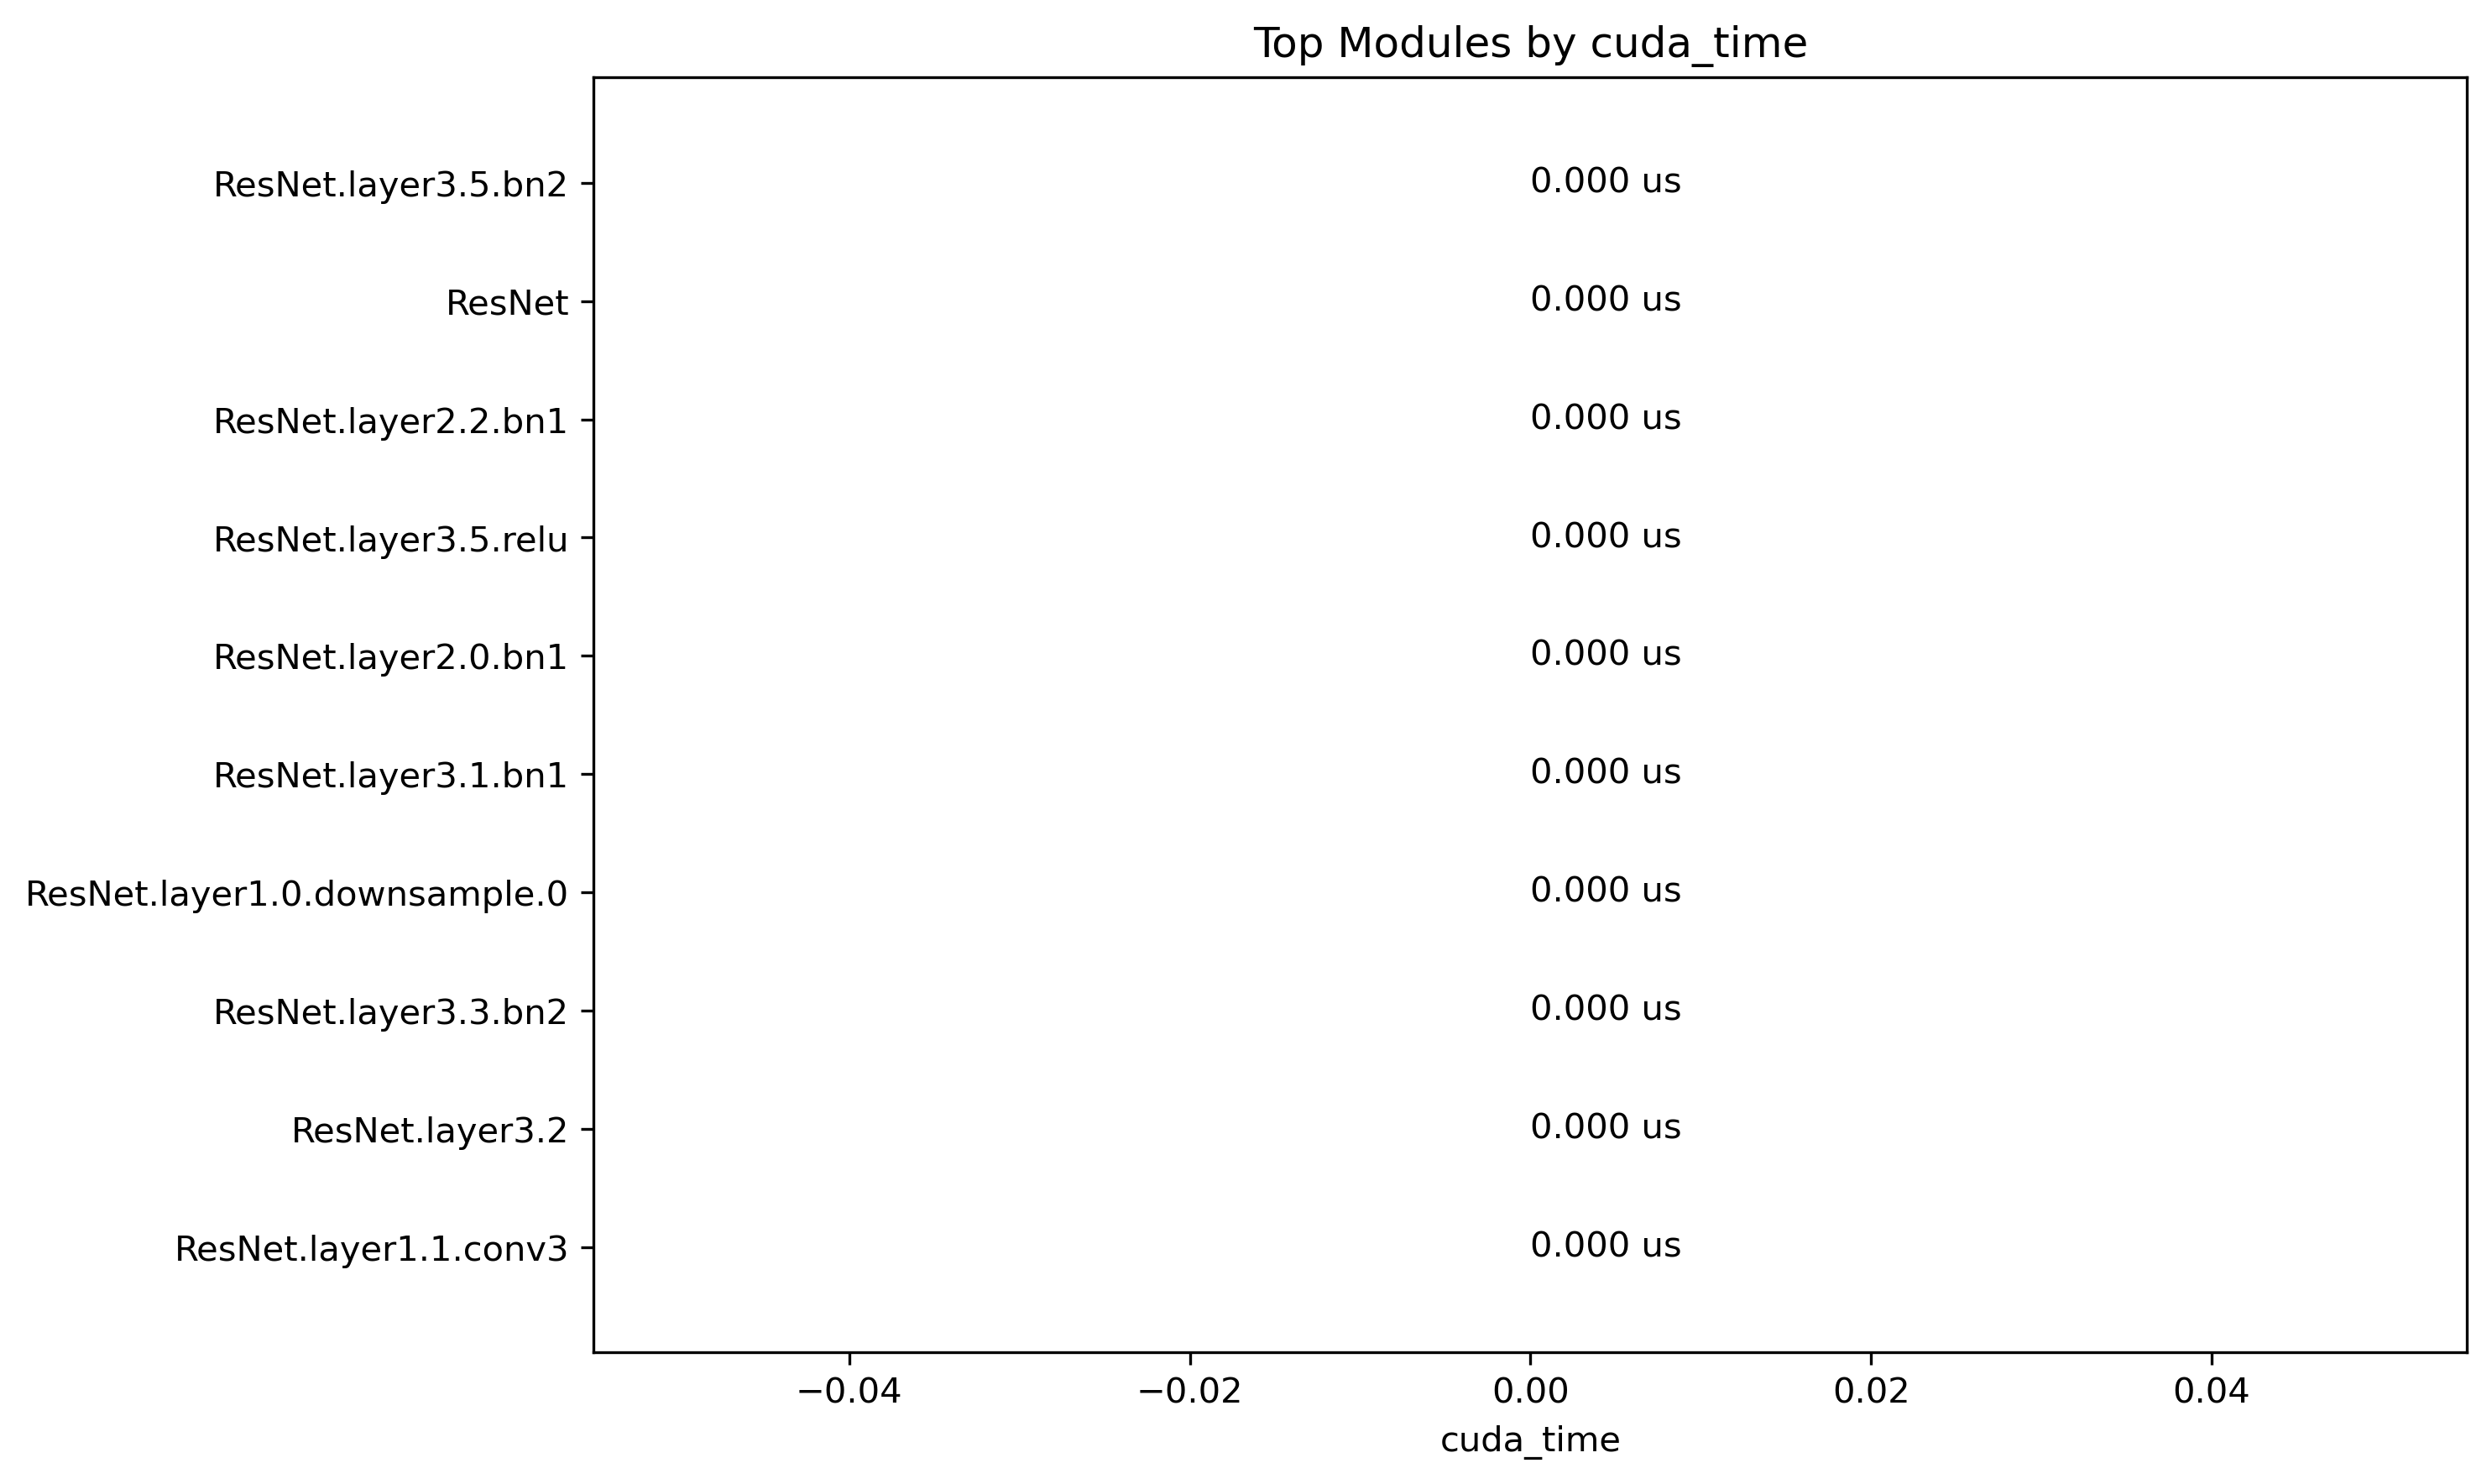 Top Modules by cuda_time
ResNet.layer3.5.bn2 0.000 us
ResNet 0.000 us
ResNet.layer2.2.bn1 0.000 us
ResNet.layer3.5.relu 0.000 us
ResNet.layer2.0.bn1 0.000 us
ResNet.layer3.1.bn1 0.000 us
ResNet.layer1.0.downsample.0 0.000 us
ResNet.layer3.3.bn2 0.000 us
ResNet.layer3.2 0.000 us
ResNet.layer1.1.conv3 0.000 us
−0.04 −0.02 0.00 0.02 0.04
cuda_time